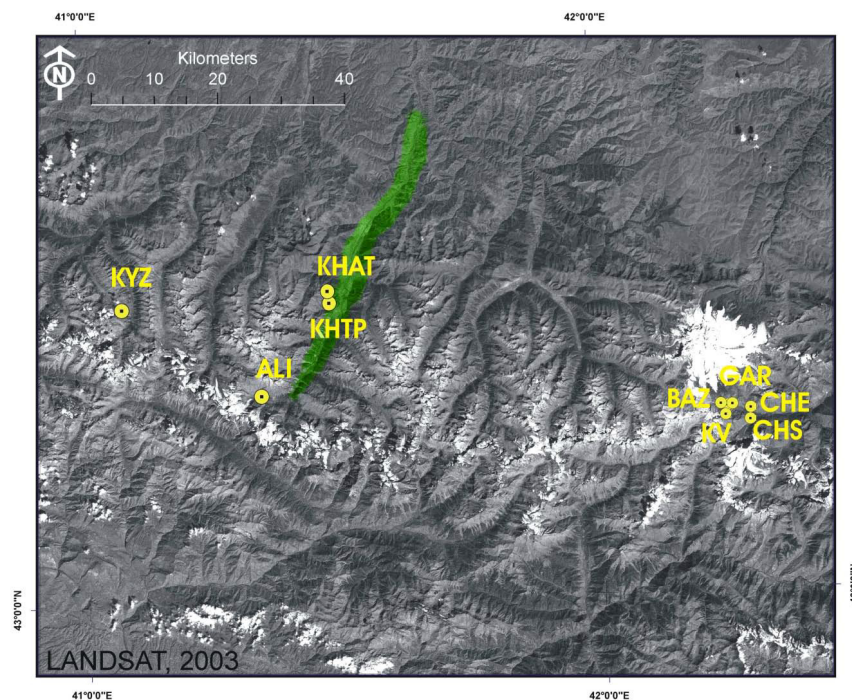 41°0'0"E
42°0'0"E
Kilometers
N
0 10 20 40
KHAT
KYZ
KHTP
ALI
GAR
BAZ
CHE
KV
CHS
43°0'0"N
LANDSAT, 2003
41°0'0"E
42°0'0"E